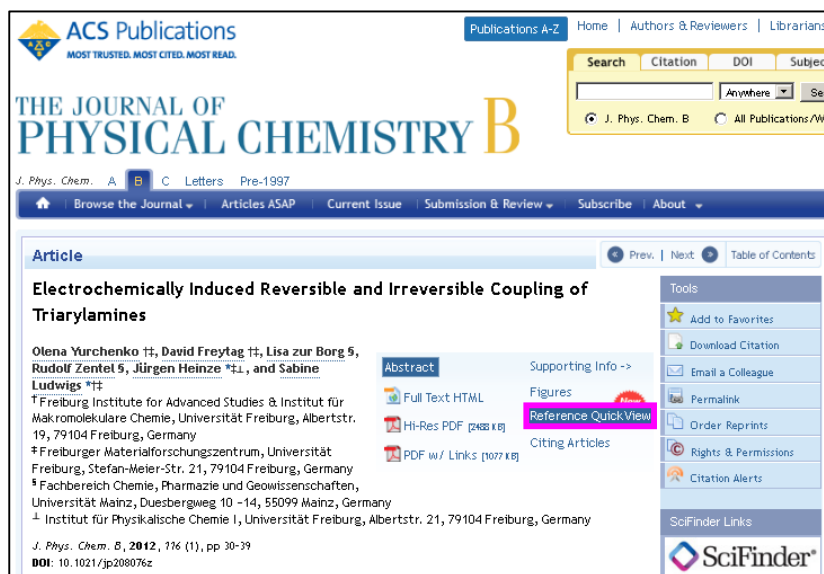 ACS Publications
MOST TRUSTED. MOST CITED. MOST READ.
Publications A-Z
Home | Authors & Reviewers | Librarians
Search Citation DOI Subjec
Anywhere Se
J. Phys. Chem. B All Publications/W
THE JOURNAL OF
PHYSICAL CHEMISTRY B
J. Phys. Chem. A B C Letters Pre-1997
Browse the Journal | Articles ASAP | Current Issue | Submission & Review | Subscribe | About
Article
Prev. | Next Table of Contents
Electrochemically Induced Reversible and Irreversible Coupling of
Triarylamines
Olena Yurchenko †‡, David Freytag †‡, Lisa zur Borg §,
Rudolf Zentel §, Jürgen Heinze *‡⊥, and Sabine
Ludwigs *†‡
† Freiburg Institute for Advanced Studies & Institut für
Makromolekulare Chemie, Universität Freiburg, Albertstr.
19, 79104 Freiburg, Germany
‡ Freiburger Materialforschungszentrum, Universität
Freiburg, Stefan-Meier-Str. 21, 79104 Freiburg, Germany
§ Fachbereich Chemie, Pharmazie und Geowissenschaften,
Universität Mainz, Duesbergweg 10 -14, 55099 Mainz, Germany
⊥ Institut für Physikalische Chemie I, Universität Freiburg, Albertstr. 21, 79104 Freiburg, Germany
J. Phys. Chem. B, 2012, 116 (1), pp 30-39
DOI: 10.1021/jp208076z
Abstract
Full Text HTML
Hi-Res PDF [2488 KB]
PDF w/ Links [1077 KB]
Supporting Info ->
Figures
New
Reference QuickView
Citing Articles
Tools
Add to Favorites
Download Citation
Email a Colleague
Permalink
Order Reprints
Rights & Permissions
Citation Alerts
SciFinder Links
SciFinder®